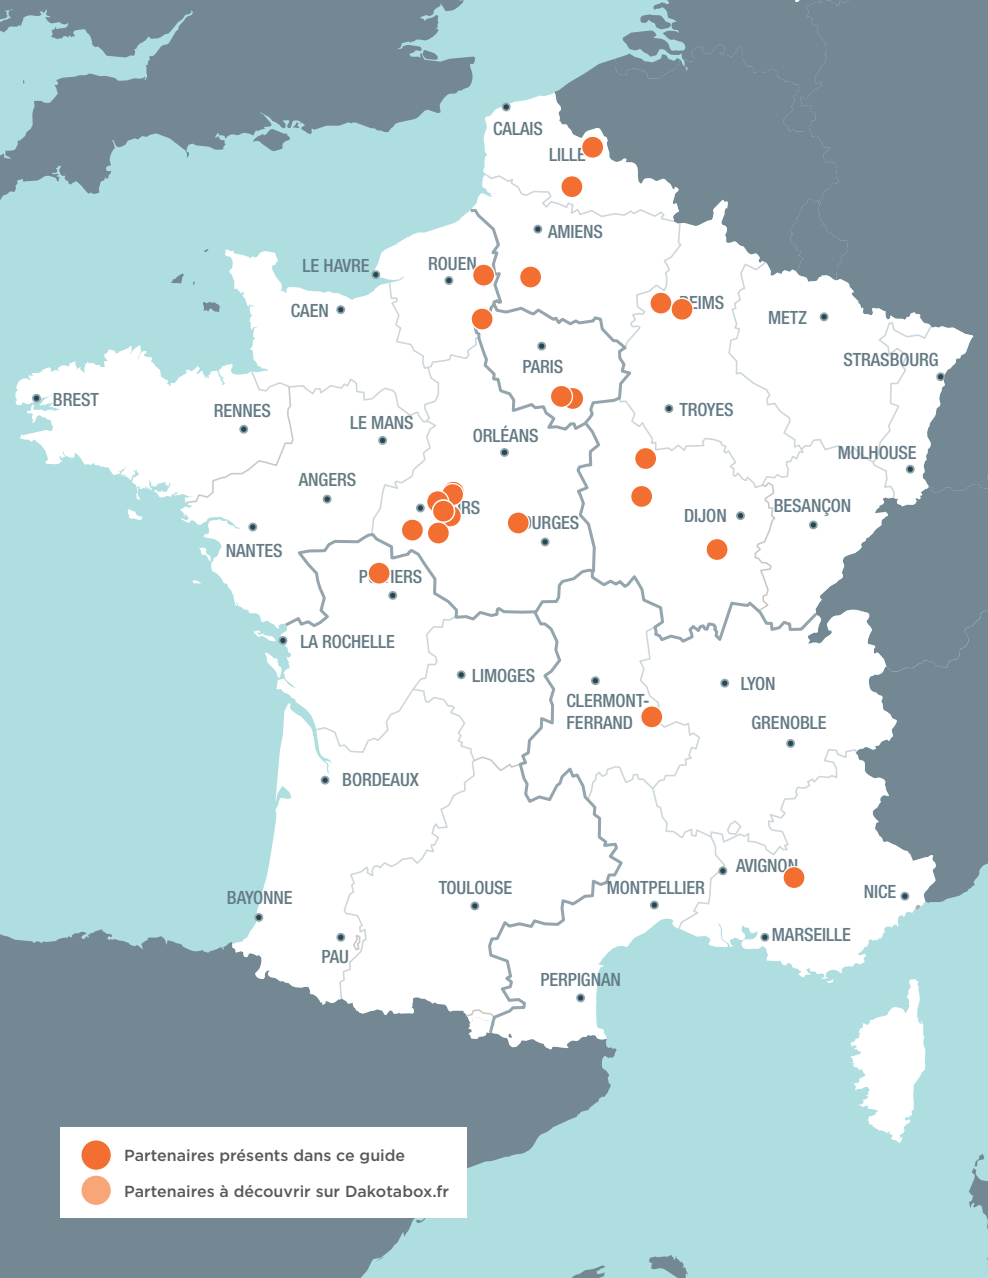 CALAIS
LILLE
AMIENS
LE HAVRE
ROUEN
CAEN
REIMS
METZ
PARIS
STRASBOURG
BREST
RENNES
LE MANS
TROYES
ORLÉANS
MULHOUSE
ANGERS
RS
OURGES
DIJON
BESANÇON
NANTES
P IERS
LA ROCHELLE
LIMOGES
CLERMONT-
FERRAND
LYON
GRENOBLE
BORDEAUX
AVIGNON
BAYONNE
TOULOUSE
MONTPELLIER
NICE
PAU
MARSEILLE
PERPIGNAN
Partenaires présents dans ce guide
Partenaires à découvrir sur Dakotabox.fr